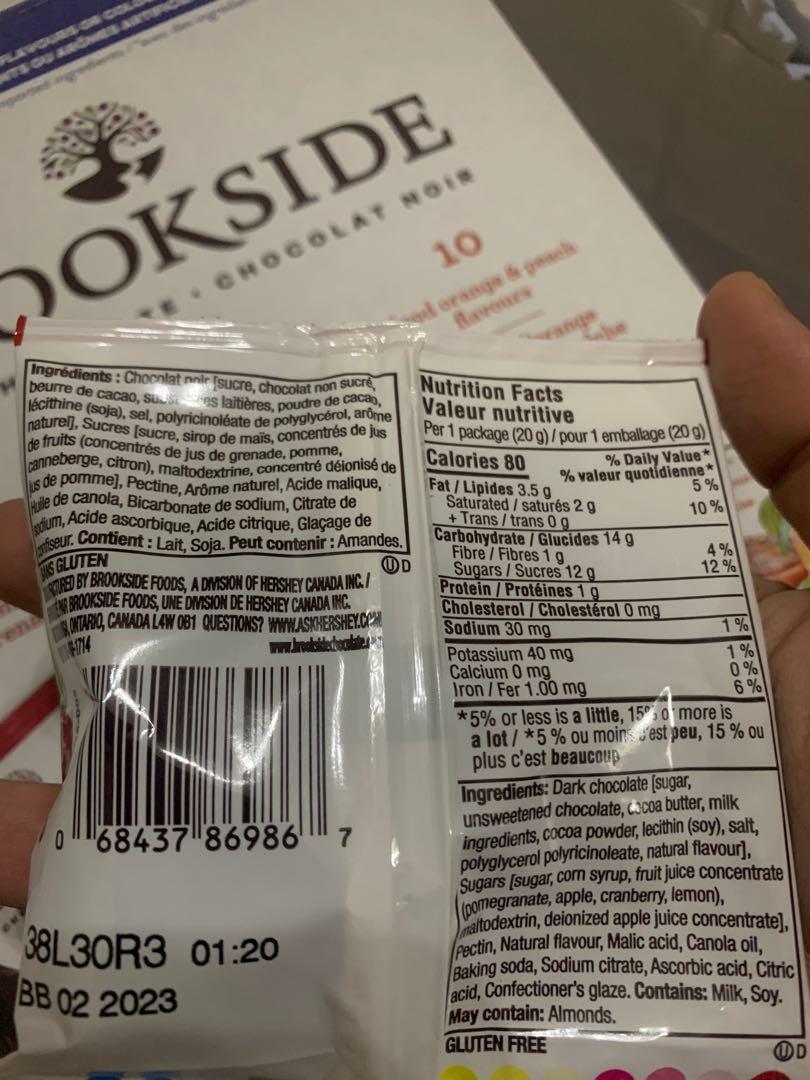 FLAVOURS OF
OOKSIDE
CHOCOLAT NOIR
10
orange & peach
flavours
Ingrédients : Chocolat noir [sucre, chocolat non sucré,
beurre de cacao, laitières, poudre de cacao,
lécithine (soja), sel, polyricinoléate de polyglycérol, arôme
naturel], Sucres [sucre, sirop de maïs, concentrés de jus
de fruits (concentrés de jus de grenade, pomme,
canneberge, citron), maltodextrine, concentré déionisé de
jus de pomme], Pectine, Arôme naturel, Acide malique,
Huile de canola, Bicarbonate de sodium, Citrate de
sodium, Acide ascorbique, Acide citrique, Glaçage de
confiseur. Contient : Lait, Soja. Peut contenir : Amandes.
SANS GLUTEN
Ⓤ D
BY BROOKSIDE FOODS, A DIVISION OF HERSHEY CANADA INC. /
PAR BROOKSIDE FOODS, UNE DIVISION DE HERSHEY CANADA INC.
ONTARIO, CANADA L4W 0B1 QUESTIONS? WWW.ASKHERSHEY.COM
-1714
0 68437 86986 7
38L30R3 01:20
BB 02 2023
Nutrition Facts
Valeur nutritive
Per 1 package (20 g) / pour 1 emballage (20 g)
Calories 80 % Daily Value*
% valeur quotidienne*
Fat / Lipides 3.5 g 5 %
Saturated / saturés 2 g
+ Trans / trans 0 g 10 %
Carbohydrate / Glucides 14 g
Fibre / Fibres 1 g 4 %
Sugars / Sucres 12 g 12 %
Protein / Protéines 1 g
Cholesterol / Cholestérol 0 mg
Sodium 30 mg 1 %
Potassium 40 mg 1 %
Calcium 0 mg 0 %
Iron / Fer 1.00 mg 6 %
*5% or less is a little, 15% or more is
a lot / *5 % ou moins c'est peu, 15 % ou
plus c'est beaucoup
Ingredients: Dark chocolate [sugar,
unsweetened chocolate, cocoa butter, milk
ingredients, cocoa powder, lecithin (soy), salt,
polyglycerol polyricinoleate, natural flavour],
Sugars [sugar, corn syrup, fruit juice concentrate
(pomegranate, apple, cranberry, lemon),
maltodextrin, deionized apple juice concentrate],
Pectin, Natural flavour, Malic acid, Canola oil,
Baking soda, Sodium citrate, Ascorbic acid, Citric
acid, Confectioner's glaze. Contains: Milk, Soy.
May contain: Almonds.
GLUTEN FREE
Ⓤ D